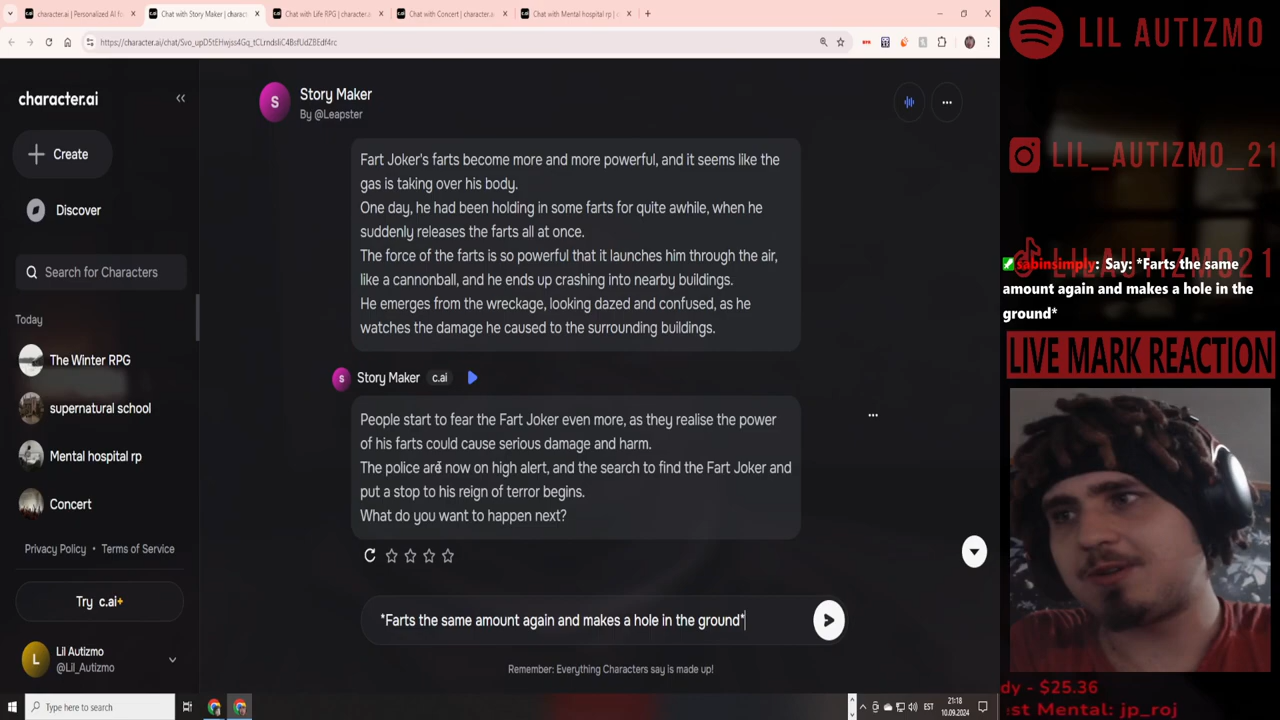 character.ai | Personalized AI f
Chat with Story Maker | charact
Chat with Life RPG | character.a
Chat with Concert | character.a
Chat with Mental hospital rp | c
character.ai
Create
Discover
Search for Characters
Today
The Winter RPG
supernatural school
Mental hospital rp
Concert
Privacy Policy • Terms of Service
Try c.ai+
L
Lil Autizmo
@Lil_Autizmo
S
Story Maker
By @Leapster
Fart Joker's farts become more and more powerful, and it seems like the
gas is taking over his body.
One day, he had been holding in some farts for quite awhile, when he
suddenly releases the farts all at once.
The force of the farts is so powerful that it launches him through the air,
like a cannonball, and he ends up crashing into nearby buildings.
He emerges from the wreckage, looking dazed and confused, as he
watches the damage he caused to the surrounding buildings.
S
Story Maker c.ai
People start to fear the Fart Joker even more, as they realise the power
of his farts could cause serious damage and harm.
The police are now on high alert, and the search to find the Fart Joker and
put a stop to his reign of terror begins.
What do you want to happen next?
*Farts the same amount again and makes a hole in the ground*
Remember: Everything Characters say is made up!
LIL AUTIZMO
LIL_AUTIZMO_21
LILAUTIZMO21
sabinsimply: Say: *Farts the same
amount again and makes a hole in the
ground*
LIVE MARK REACTION
dy - $25.36
est Mental: jp_roj
Type here to search
EST
21:18
10.09.2024